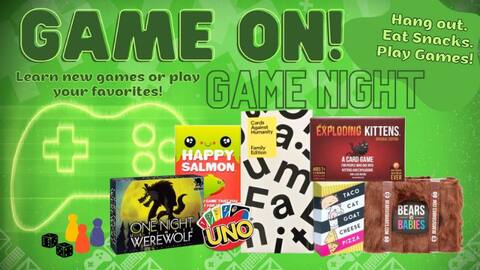 GAME ON!
Hang out.
Eat Snacks.
Play Games!
Learn new games or play
your favorites!
GAME NIGHT
HAPPY
SALMON
Cards
Against
Humanity
Family
Edition
EXPLODING KITTENS
A CARD GAME
ONE NIGHT
WEREWOLF
UNO
TACO
CAT
GOAT
CHEESE
PIZZA
BEARS
VS
BABIES